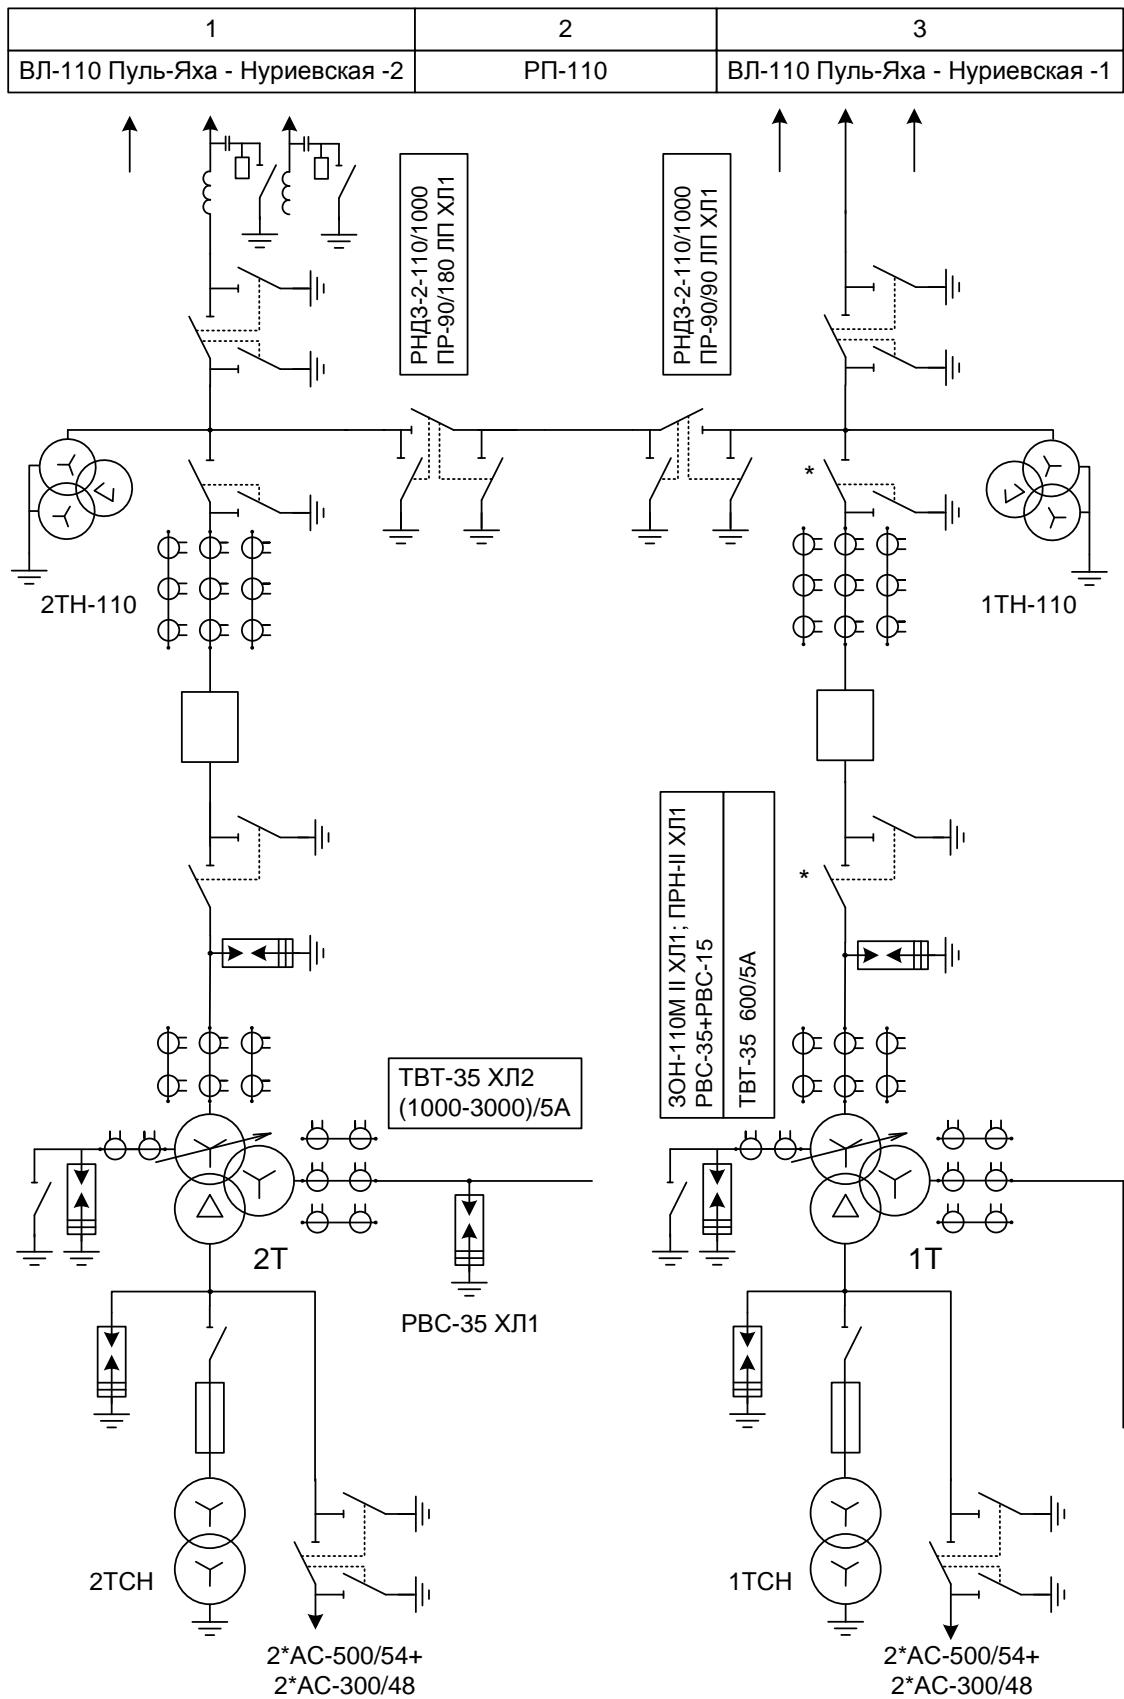 1
2
3
ВЛ-110 Пуль-Яха - Нуриевская -2
РП-110
ВЛ-110 Пуль-Яха - Нуриевская -1
РНДЗ-2-110/1000
ПР-90/180 ЛП ХЛ1
РНДЗ-2-110/1000
ПР-90/90 ЛП ХЛ1
*
2ТН-110
1ТН-110
*
ЗОН-110М II ХЛ1; ПРН-II ХЛ1
РВС-35+РВС-15
ТВТ-35 600/5А
ТВТ-35 ХЛ2
(1000-3000)/5А
2Т
1Т
РВС-35 ХЛ1
2ТСН
1ТСН
2*АС-500/54+
2*АС-300/48
2*АС-500/54+
2*АС-300/48